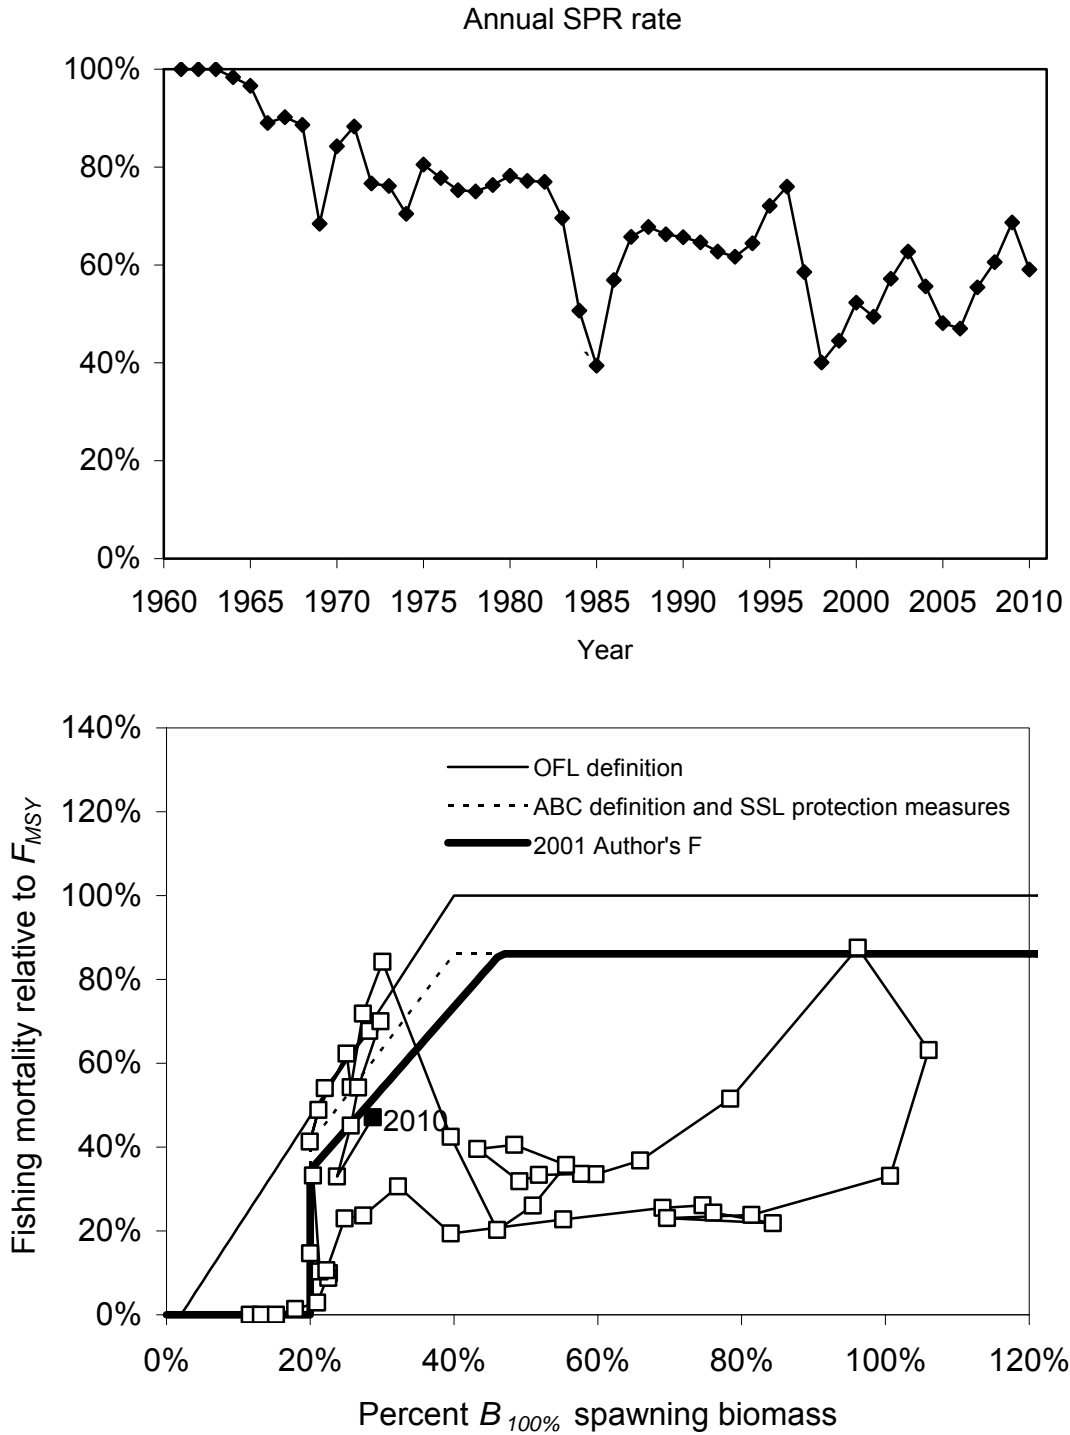 Annual SPR rate
100%
80%
60%
40%
20%
0%
1960 1965 1970 1975 1980 1985 1990 1995 2000 2005 2010
Year
140%
120%
100%
80%
60%
40%
20%
0%
Fishing mortality relative to F_MSY
OFL definition
ABC definition and SSL protection measures
2001 Author's F
2010
0% 20% 40% 60% 80% 100% 120%
Percent B_100% spawning biomass